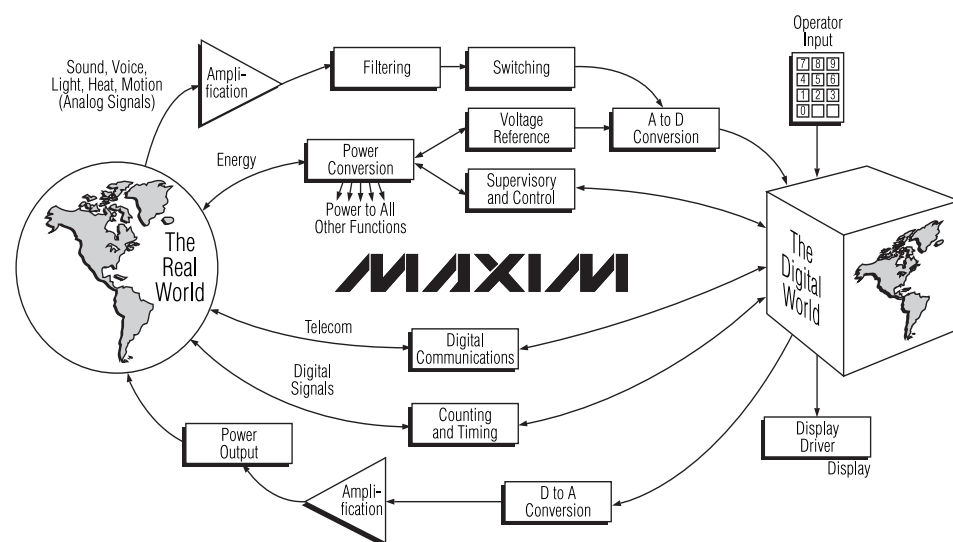 Operator
Input
7 8 9
4 5 6
1 2 3
0
Sound, Voice,
Light, Heat, Motion
(Analog Signals)
Ampli-
fication
Filtering
Switching
Voltage
Reference
A to D
Conversion
Energy
Power
Conversion
Supervisory
and Control
Power to All
Other Functions
The
Real
World
MAXIM
The
Digital
World
Telecom
Digital
Communications
Digital
Signals
Counting
and Timing
Power
Output
Display
Driver
Display
Ampli-
fication
D to A
Conversion